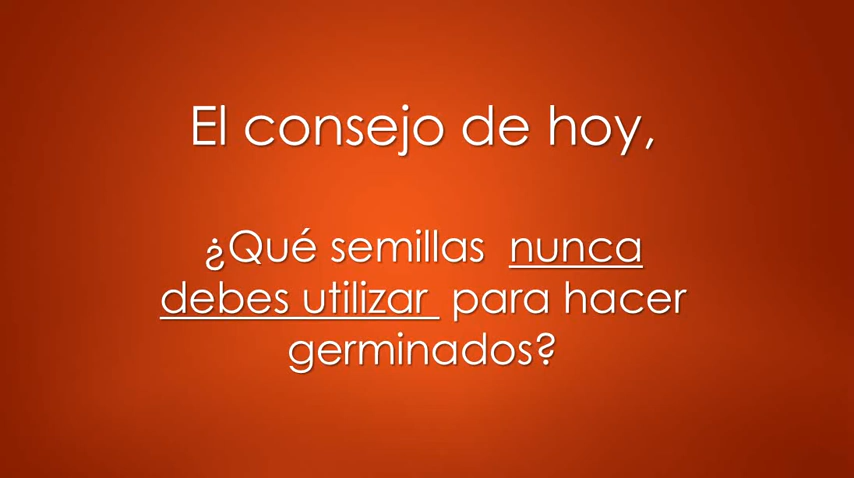 El consejo de hoy,
¿Qué semillas nunca
debes utilizar para hacer
germinados?